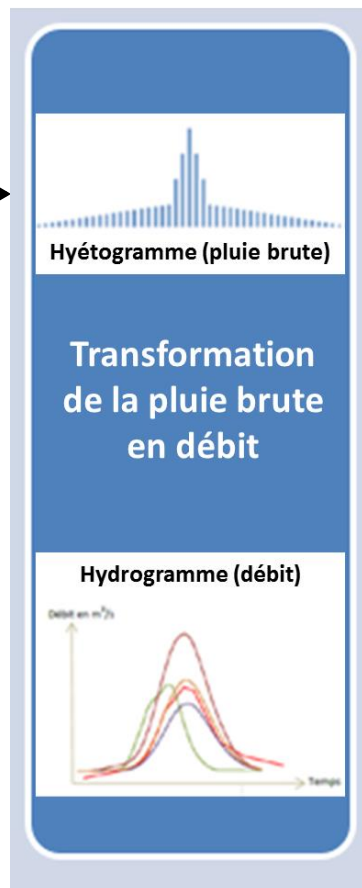 Hyétogramme (pluie brute)
Transformation
de la pluie brute
en débit
Hydrogramme (débit)
Débit en m³/s
Temps